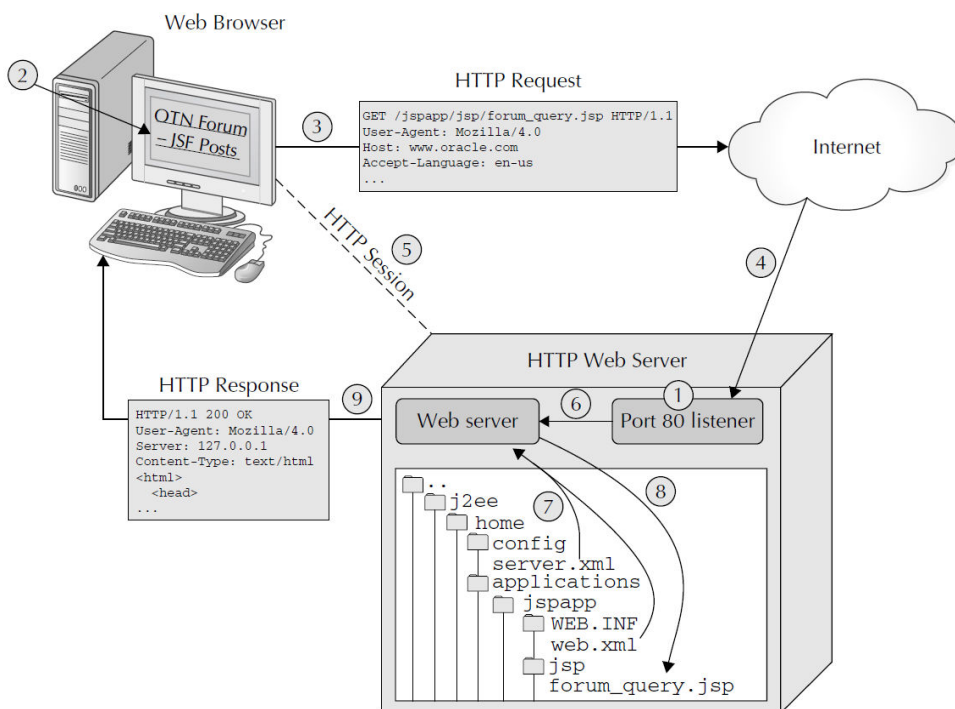 Web Browser
2
OTN Forum
– JSF Posts
3
HTTP Request
GET /jspapp/jsp/forum_query.jsp HTTP/1.1
User-Agent: Mozilla/4.0
Host: www.oracle.com
Accept-Language: en-us
...
Internet
4
HTTP Session
5
HTTP Response
HTTP/1.1 200 OK
User-Agent: Mozilla/4.0
Server: 127.0.0.1
Content-Type: text/html
<html>
<head>
...
9
HTTP Web Server
Web server
6
1
Port 80 listener
7
8
..
j2ee
home
config
server.xml
applications
jspapp
WEB.INF
web.xml
jsp
forum_query.jsp